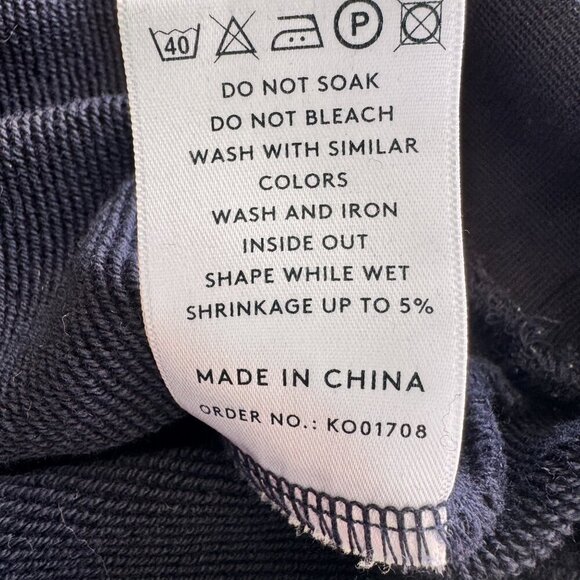 40 P
DO NOT SOAK
DO NOT BLEACH
WASH WITH SIMILAR
COLORS
WASH AND IRON
INSIDE OUT
SHAPE WHILE WET
SHRINKAGE UP TO 5%
MADE IN CHINA
ORDER NO.: KO01708